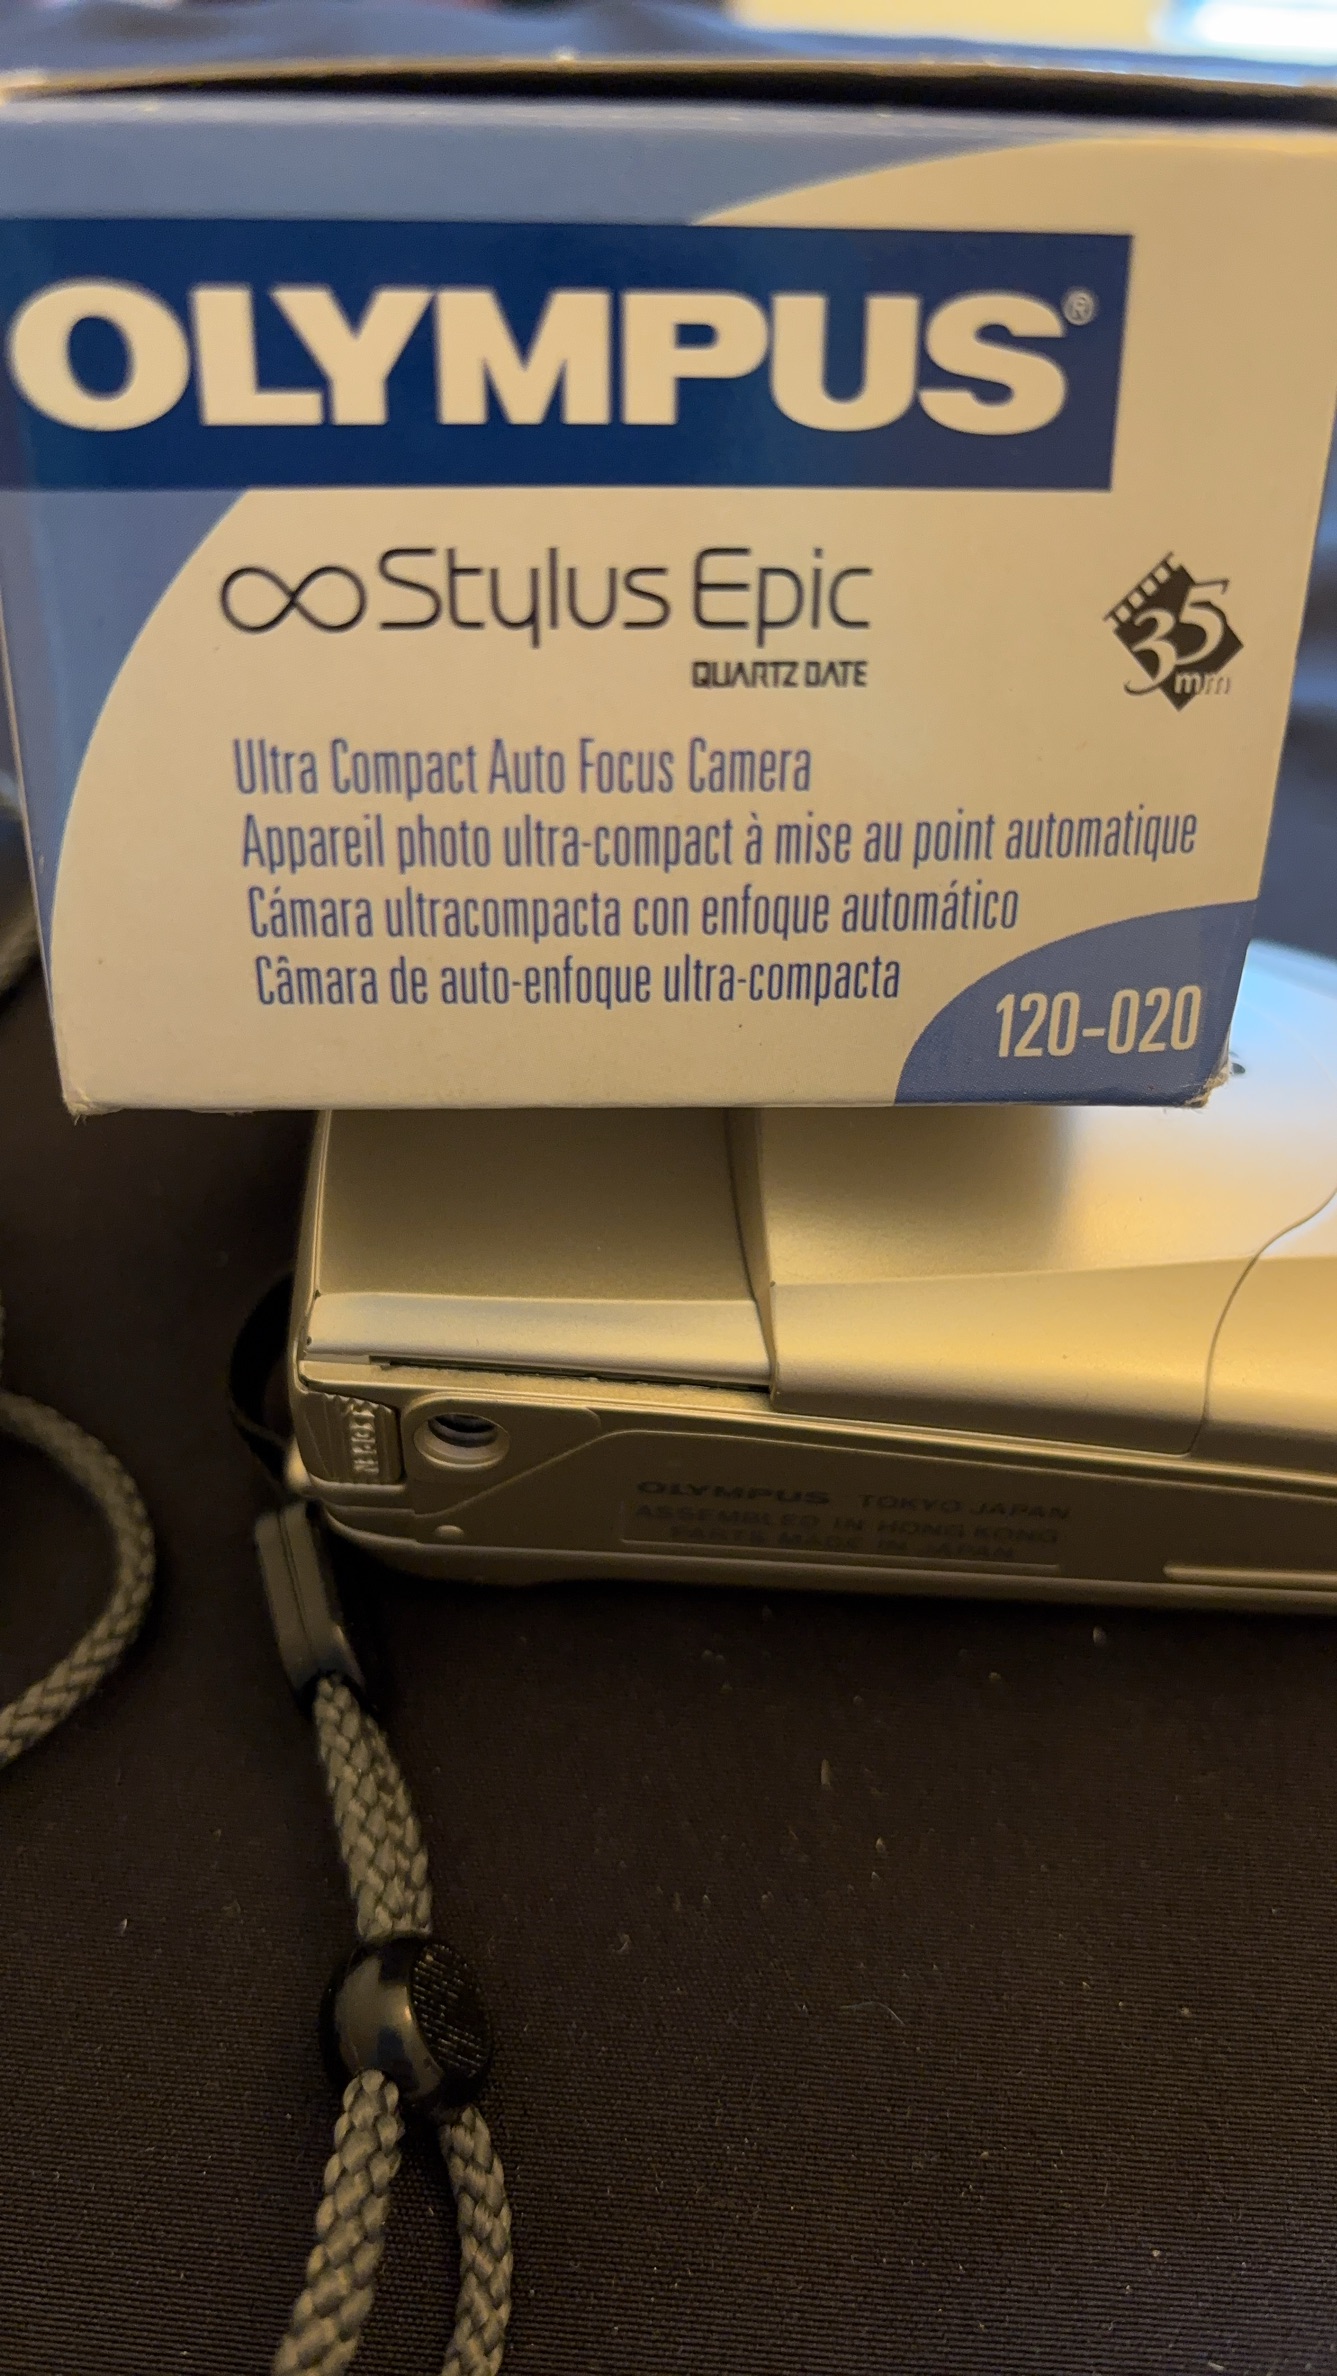 OLYMPUS®
∞ Stylus Epic
QUARTZ DATE
35
mm
Ultra Compact Auto Focus Camera
Appareil photo ultra-compact à mise au point automatique
Cámara ultracompacta con enfoque automático
Câmara de auto-enfoque ultra-compacta
120-020
OLYMPUS TOKYO JAPAN
ASSEMBLED IN HONG KONG
PARTS MADE IN JAPAN